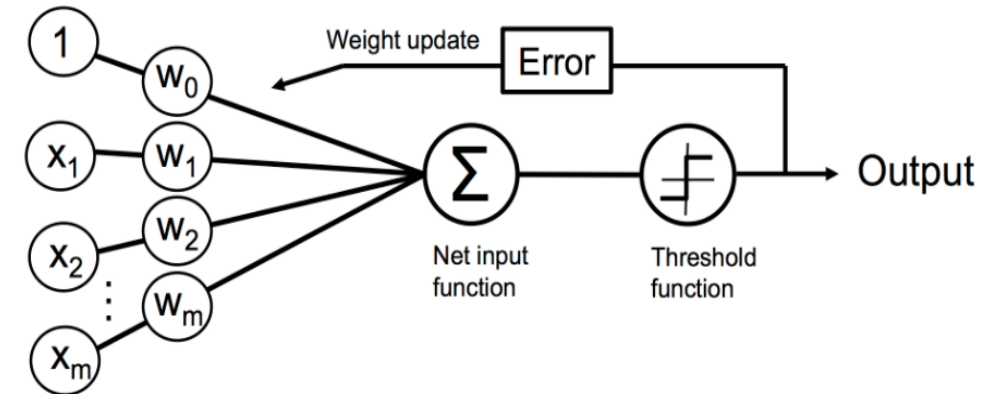 1
w0
Weight update
Error
x1
w1
Σ
Output
x2
w2
Net input
function
Threshold
function
⋮
wm
xm